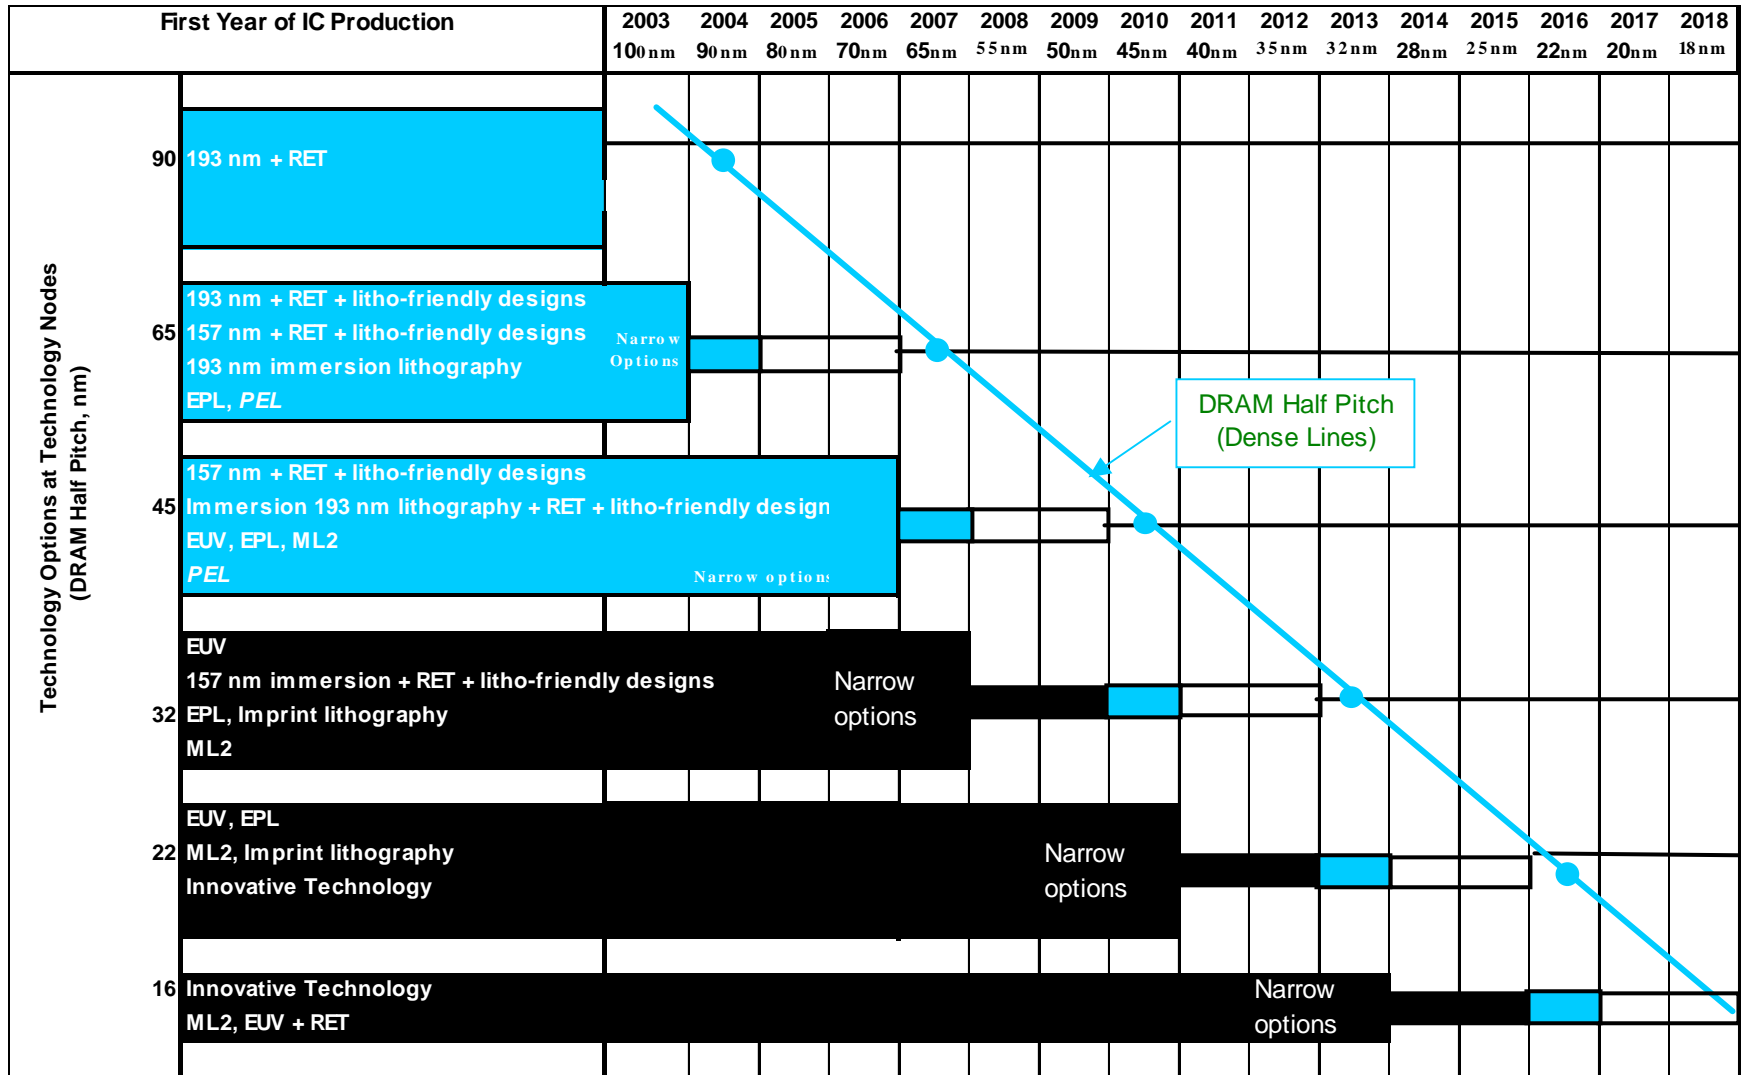 First Year of IC Production
2003 2004 2005 2006 2007 2008 2009 2010 2011 2012 2013 2014 2015 2016 2017 2018
100nm 90nm 80nm 70nm 65nm 55nm 50nm 45nm 40nm 35nm 32nm 28nm 25nm 22nm 20nm 18nm
Technology Options at Technology Nodes
(DRAM Half Pitch, nm)
90 193 nm + RET
193 nm + RET + litho-friendly designs
65 157 nm + RET + litho-friendly designs
193 nm immersion lithography
EPL, PEL
Narrow
Options
DRAM Half Pitch
(Dense Lines)
157 nm + RET + litho-friendly designs
45 Immersion 193 nm lithography + RET + litho-friendly design
EUV, EPL, ML2
PEL
Narrow options
EUV
157 nm immersion + RET + litho-friendly designs
32 EPL, Imprint lithography
ML2
Narrow
options
EUV, EPL
22 ML2, Imprint lithography
Innovative Technology
Narrow
options
16 Innovative Technology
ML2, EUV + RET
Narrow
options